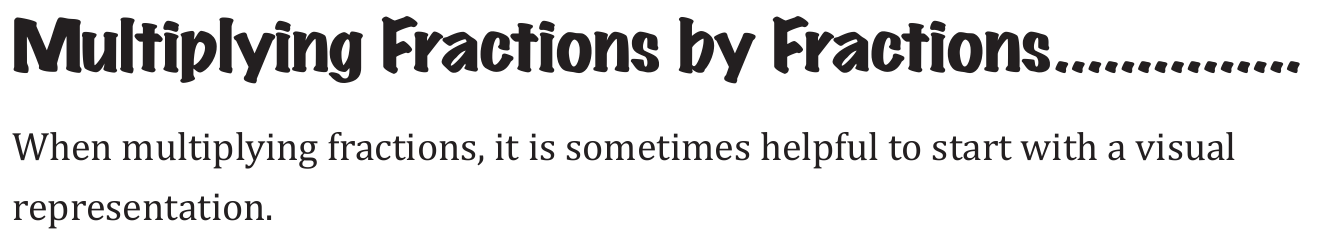 Multiplying Fractions by Fractions...............
When multiplying fractions, it is sometimes helpful to start with a visual
representation.